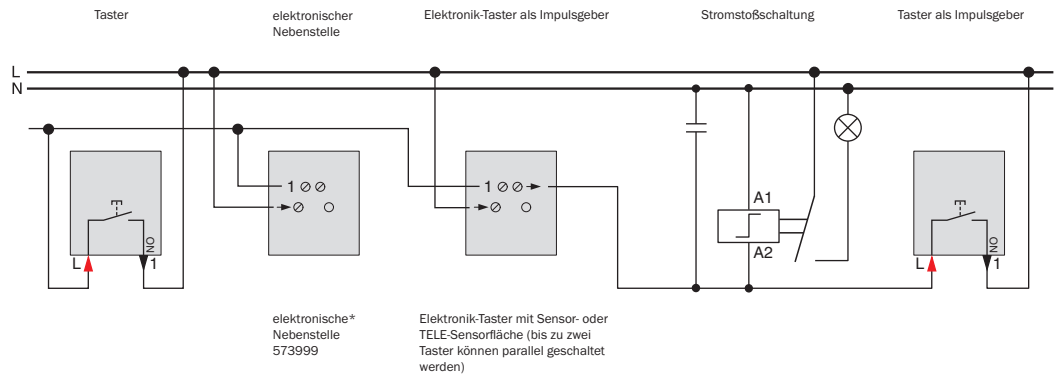 Taster
elektronischer
Nebenstelle
Elektronik-Taster als Impulsgeber
Stromstoßschaltung
Taster als Impulsgeber
L
N
L
ON
1
1
1
A1
A2
L
ON
1
elektronische*
Nebenstelle
573999
Elektronik-Taster mit Sensor- oder
TELE-Sensorfläche (bis zu zwei
Taster können parallel geschaltet
werden)